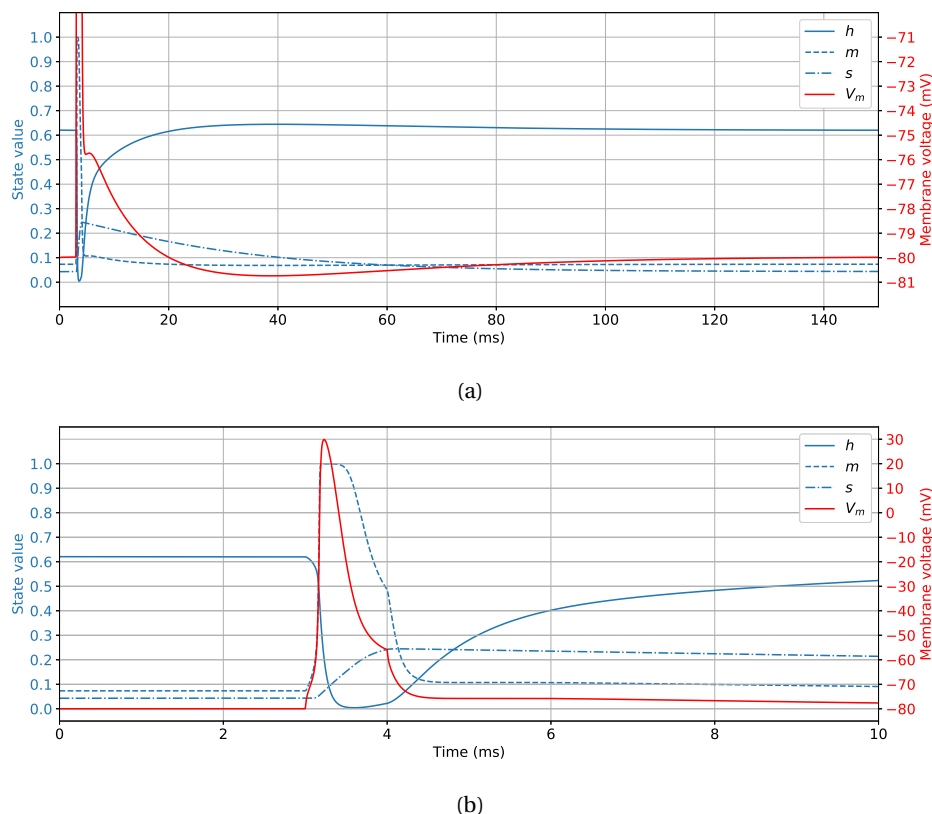 1.0
0.9
0.8
0.7
0.6
0.5
0.4
0.3
0.2
0.1
0.0
State value
h
m
s
Vm
−71
−72
−73
−74
−75
−76
−77
−78
−79
−80
−81
Membrane voltage (mV)
0 20 40 60 80 100 120 140
Time (ms)
(a)
1.0
0.9
0.8
0.7
0.6
0.5
0.4
0.3
0.2
0.1
0.0
State value
h
m
s
Vm
30
20
10
0
−10
−20
−30
−40
−50
−60
−70
−80
Membrane voltage (mV)
0 2 4 6 8 10
Time (ms)
(b)